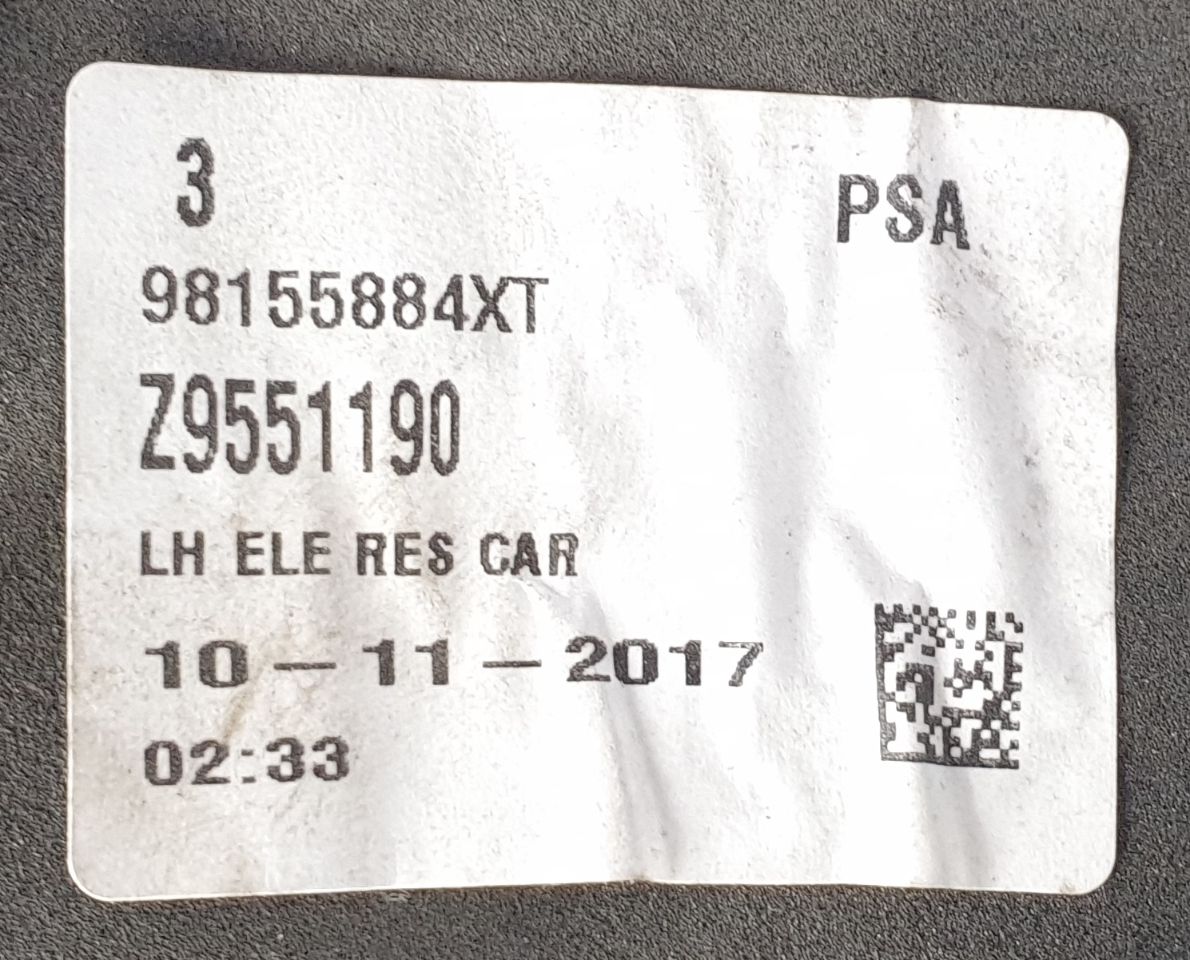 3
PSA
98155884XT
Z9551190
LH ELE RES CAR
10-11-2017
02:33